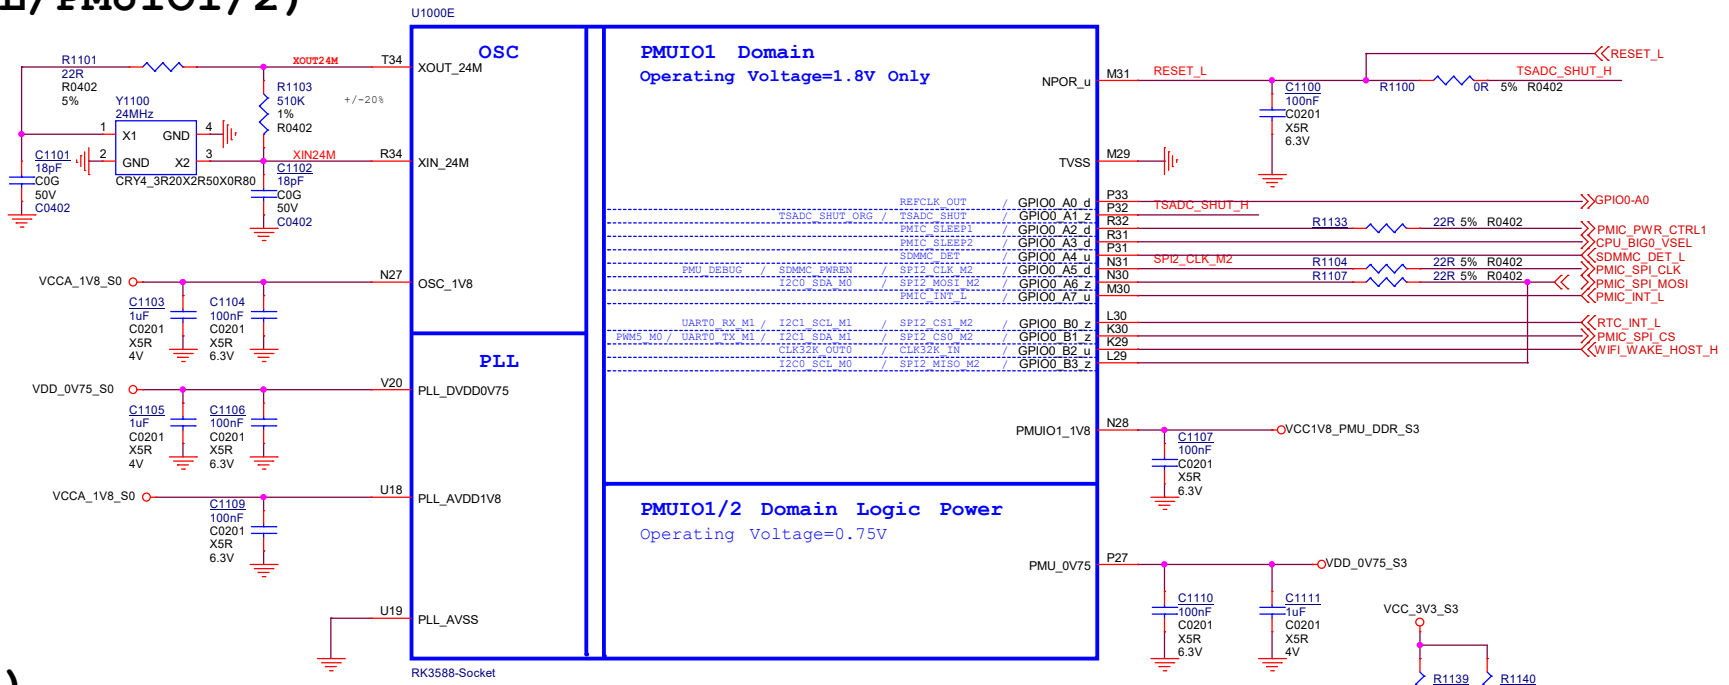 L/PMUIO1/2)
U1000E
R1101
22R
R0402
5%
XOUT24M
T34
XOUT_24M
OSC
R1103
510K
1%
R0402
+/-20%
Y1100
24MHz
1
X1
GND
4
2
GND
X2
3
CRY4_3R20X2R50X0R80
XIN24M
R34
XIN_24M
C1101
18pF
C0G
50V
C0402
C1102
18pF
C0G
50V
C0402
VCCA_1V8_S0
N27
OSC_1V8
C1103
1uF
C0201
X5R
4V
C1104
100nF
C0201
X5R
6.3V
PLL
VDD_0V75_S0
V20
PLL_DVDD0V75
C1105
1uF
C0201
X5R
4V
C1106
100nF
C0201
X5R
6.3V
VCCA_1V8_S0
U18
PLL_AVDD1V8
C1109
100nF
C0201
X5R
6.3V
U19
PLL_AVSS
RK3588-Socket
PMUIO1 Domain
Operating Voltage=1.8V Only
NPOR_u
M31
RESET_L
RESET_L
TSADC_SHUT_H
R1100
0R
5%
R0402
C1100
100nF
C0201
X5R
6.3V
TVSS
M29
REFCLK_OUT / GPIO0_A0_d
P33
GPIO0-A0
TSADC_SHUT_ORG / TSADC_SHUT / GPIO0_A1_z
P32
TSADC_SHUT_H
PMIC_SLEEP1 / GPIO0_A2_d
R32
R1133
22R 5% R0402
PMIC_PWR_CTRL1
PMIC_SLEEP2 / GPIO0_A3_d
R31
CPU_BIG0_VSEL
SDMMC_DET / GPIO0_A4_u
P31
SDMMC_DET_L
PMU_DEBUG / SDMMC_PWREN / SPI2_CLK_M2 / GPIO0_A5_d
N31
SPI2_CLK_M2
R1104
22R 5% R0402
PMIC_SPI_CLK
I2C0_SDA_M0 / SPI2_MOSI_M2 / GPIO0_A6_z
N30
R1107
22R 5% R0402
PMIC_SPI_MOSI
PMIC_INT_L / GPIO0_A7_u
M30
PMIC_INT_L
UART0_RX_M1 / I2C1_SCL_M1 / SPI2_CS1_M2 / GPIO0_B0_z
L30
RTC_INT_L
PWM5_M0 / UART0_TX_M1 / I2C1_SDA_M1 / SPI2_CS0_M2 / GPIO0_B1_z
K30
PMIC_SPI_CS
CLK32K_OUT0 / CLK32K_IN / GPIO0_B2_u
K29
WIFI_WAKE_HOST_H
I2C0_SCL_M0 / SPI2_MISO_M2 / GPIO0_B3_z
L29
PMUIO1_1V8
N28
VCC1V8_PMU_DDR_S3
C1107
100nF
C0201
X5R
6.3V
PMUIO1/2 Domain Logic Power
Operating Voltage=0.75V
PMU_0V75
P27
VDD_0V75_S3
C1110
100nF
C0201
X5R
6.3V
C1111
1uF
C0201
X5R
4V
VCC_3V3_S3
R1139
R1140
)